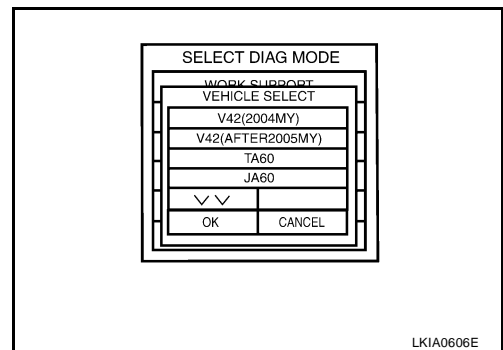 SELECT DIAG MODE
WORK SUPPORT
VEHICLE SELECT
V42(2004MY)
V42(AFTER2005MY)
TA60
JA60
OK CANCEL
LKIA0606E